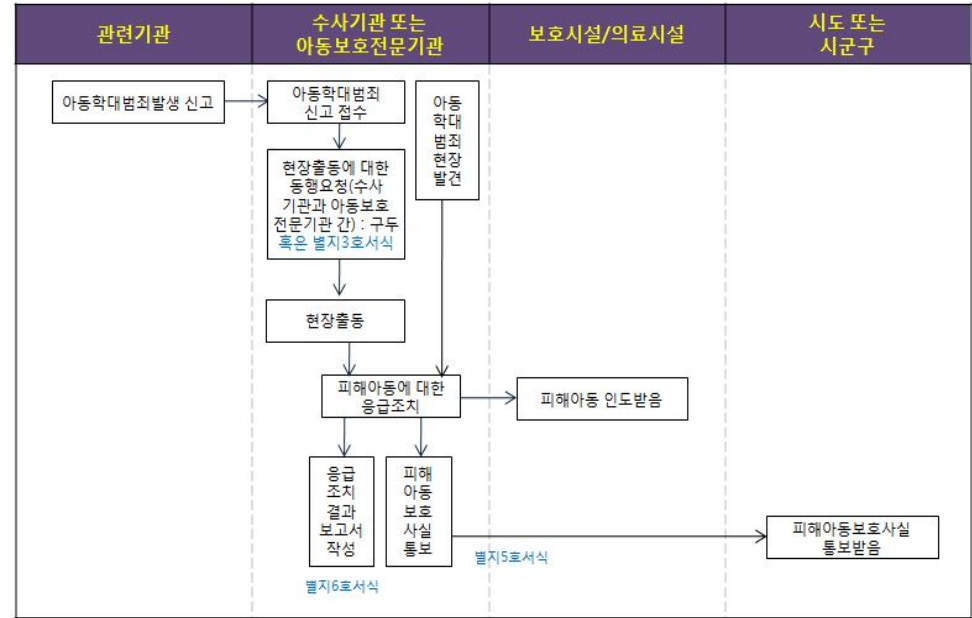 관련기관
수사기관 또는
아동보호전문기관
보호시설/의료시설
시도 또는
시군구
아동학대범죄발생 신고
아동학대범죄
신고 접수
아동
학대
범죄
현장
발견
현장출동에 대한
동행요청(수사
기관과 아동보호
전문기관 간) : 구두
혹은 별지3호서식
현장출동
피해아동에 대한
응급조치
피해아동 인도받음
응급
조치
결과
보고서
작성
피해
아동
보호
사실
통보
피해아동보호사실
통보받음
별지5호서식
별지6호서식